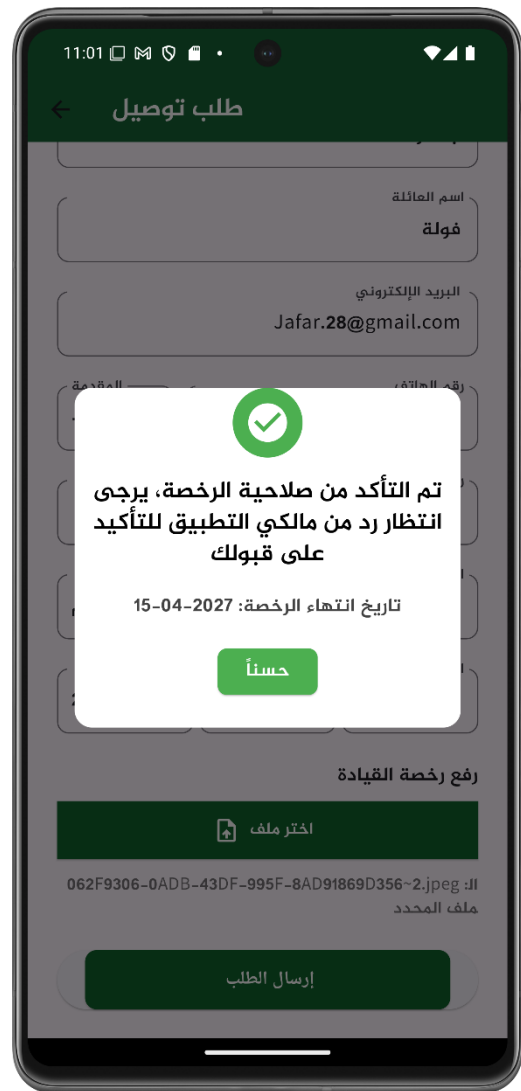 11:01
طلب توصيل
اسم العائلة
فولة
البريد الإلكتروني
Jafar.28@gmail.com
رقم الهاتف
المقدمة
تم التأكد من صلاحية الرخصة، يرجى
انتظار رد من مالكي التطبيق للتأكيد
على قبولك
تاريخ انتهاء الرخصة: 2027-04-15
حسناً
رفع رخصة القيادة
اختر ملف
الـ: 062F9306-0ADB-43DF-995F-8AD91869D356~2.jpeg
ملف المحدد
إرسال الطلب